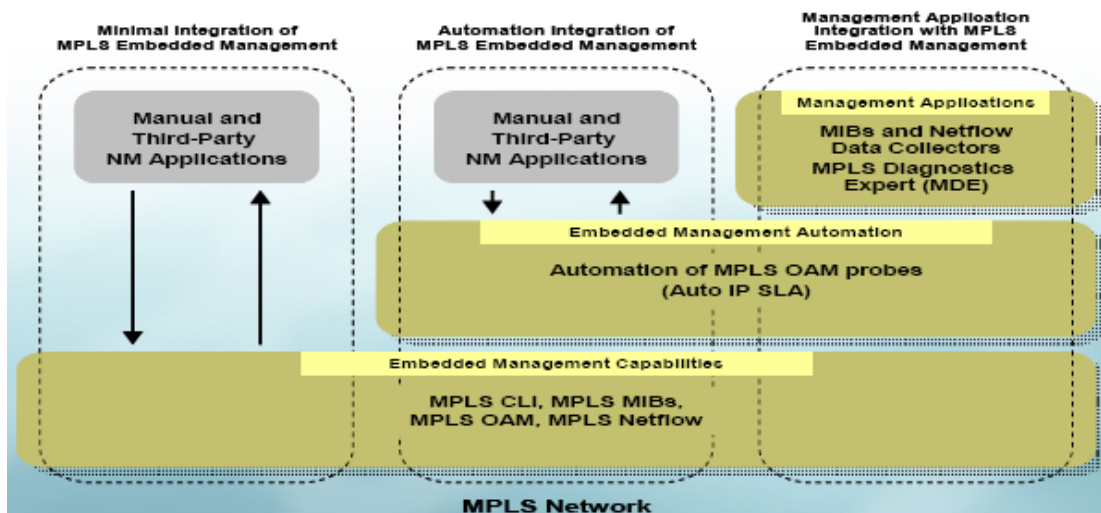 Minimal Integration of
MPLS Embedded Management
Automation Integration of
MPLS Embedded Management
Management Application
Integration with MPLS
Embedded Management
Manual and
Third-Party
NM Applications
Manual and
Third-Party
NM Applications
Management Applications
MIBs and Netflow
Data Collectors
MPLS Diagnostics
Expert (MDE)
Embedded Management Automation
Automation of MPLS OAM probes
(Auto IP SLA)
Embedded Management Capabilities
MPLS CLI, MPLS MIBs,
MPLS OAM, MPLS Netflow
MPLS Network